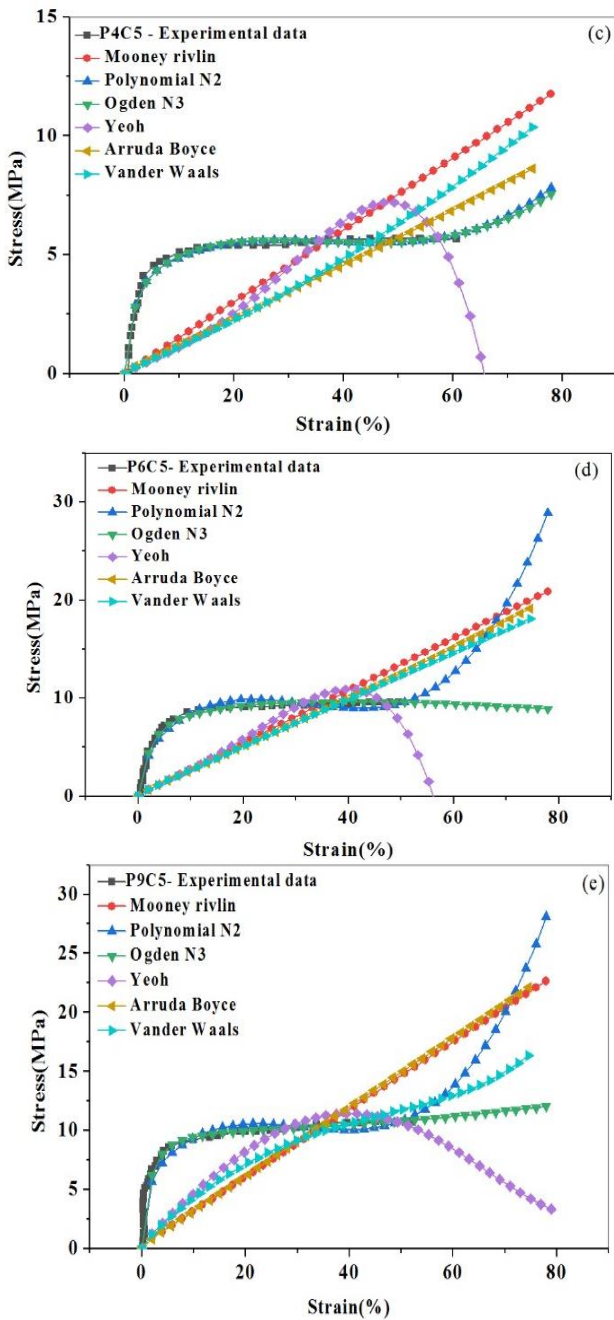 (c)
15
P4C5 - Experimental data
Mooney rivlin
Polynomial N2
Ogden N3
Yeoh
Arruda Boyce
Vander Waals
10
5
0
Stress(MPa)
0 20 40 60 80
Strain(%)
(d)
P6C5- Experimental data
Mooney rivlin
Polynomial N2
Ogden N3
Yeoh
Arruda Boyce
Vander Waals
30
20
10
0
Stress(MPa)
0 20 40 60 80
Strain(%)
(e)
P9C5- Experimental data
Mooney rivlin
Polynomial N2
Ogden N3
Yeoh
Arruda Boyce
Vander Waals
30
25
20
15
10
5
0
Stress(MPa)
0 20 40 60 80
Strain(%)